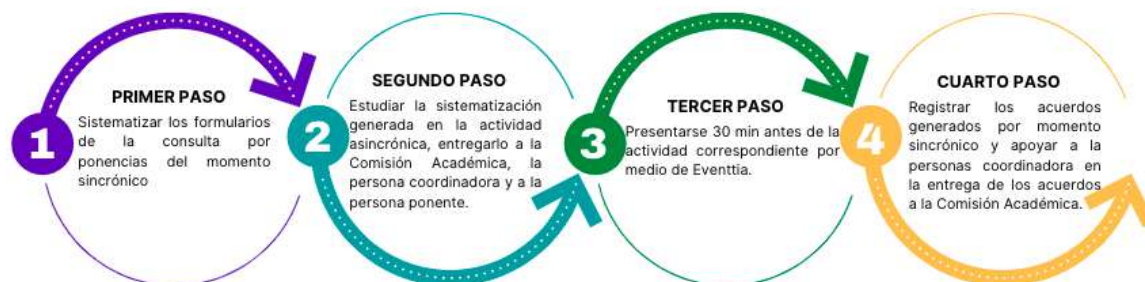 1
PRIMER PASO
Sistematizar los formularios
de la consulta por
ponencias del momento
sincrónico
2
SEGUNDO PASO
Estudiar la sistematización
generada en la actividad
asincrónica, entregarlo a la
Comisión Académica, la
persona coordinadora y a la
persona ponente.
3
TERCER PASO
Presentarse 30 min antes de la
actividad correspondiente por
medio de Eventtia.
4
CUARTO PASO
Registrar los acuerdos
generados por momento
sincrónico y apoyar a la
personas coordinadora en
la entrega de los acuerdos
a la Comisión Académica.